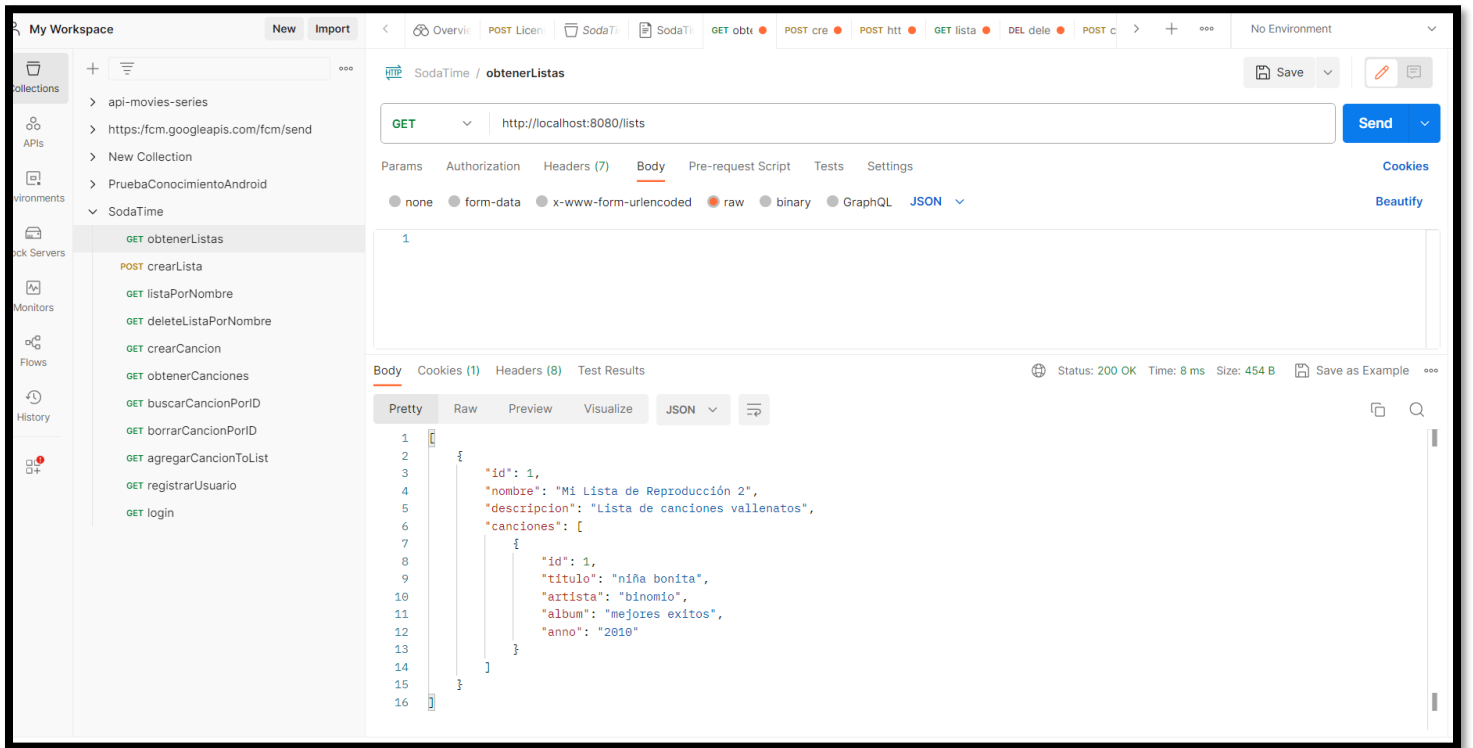 My Workspace New Import
Overvie POST Licen SodaTi SodaTi GET obte POST cre POST htt GET lista DEL dele POST c No Environment
HTTP SodaTime / obtenerListas Save
GET http://localhost:8080/lists Send
Params Authorization Headers (7) Body Pre-request Script Tests Settings Cookies
none form-data x-www-form-urlencoded raw binary GraphQL JSON Beautify
1
ollections
APIs
vironments
ock Servers
Monitors
Flows
History
api-movies-series
https:/fcm.googleapis.com/fcm/send
New Collection
PruebaConocimientoAndroid
SodaTime
GET obtenerListas
POST crearLista
GET listaPorNombre
GET deleteListaPorNombre
GET crearCancion
GET obtenerCanciones
GET buscarCancionPorID
GET borrarCancionPorID
GET agregarCancionToList
GET registrarUsuario
GET login
Body Cookies (1) Headers (8) Test Results Status: 200 OK Time: 8 ms Size: 454 B Save as Example
Pretty Raw Preview Visualize JSON
1 [
2 {
3 "id": 1,
4 "nombre": "Mi Lista de Reproducción 2",
5 "descripcion": "Lista de canciones vallenatos",
6 "canciones": [
7 {
8 "id": 1,
9 "titulo": "niña bonita",
10 "artista": "binomio",
11 "album": "mejores exitos",
12 "anno": "2010"
13 }
14 ]
15 }
16 ]